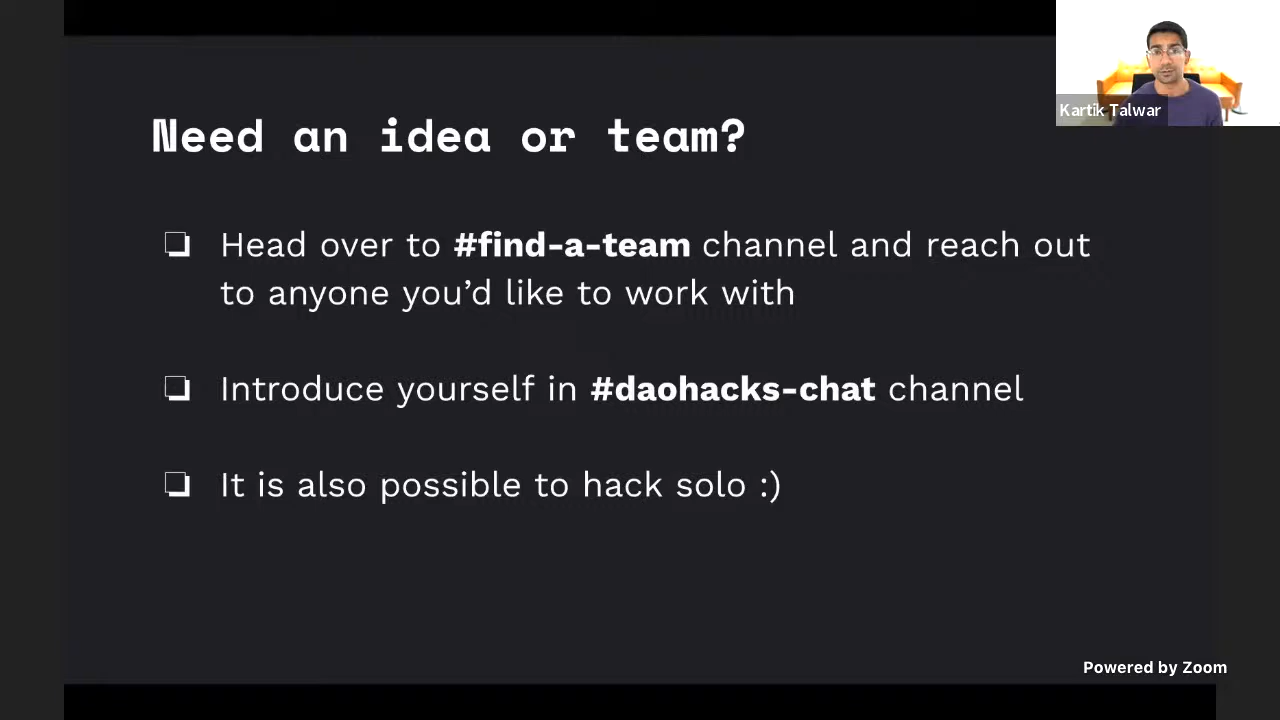 Need an idea or team?
Kartik Talwar
❏ Head over to #find-a-team channel and reach out
to anyone you’d like to work with
❏ Introduce yourself in #daohacks-chat channel
❏ It is also possible to hack solo :)
Powered by Zoom